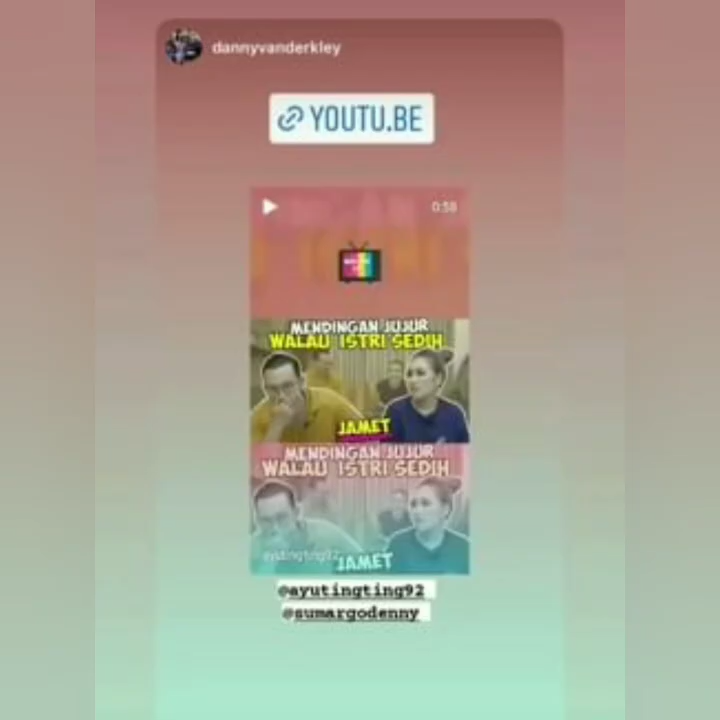 dannyvanderkley
YOUTU.BE
0:58
MENDINGAN JUJUR
WALAU ISTRI SEDIH
JAMET
MENDINGAN JUJUR
WALAU ISTRI SEDIH
ayutingting92
JAMET
@ayutingting92
@sumargodenny